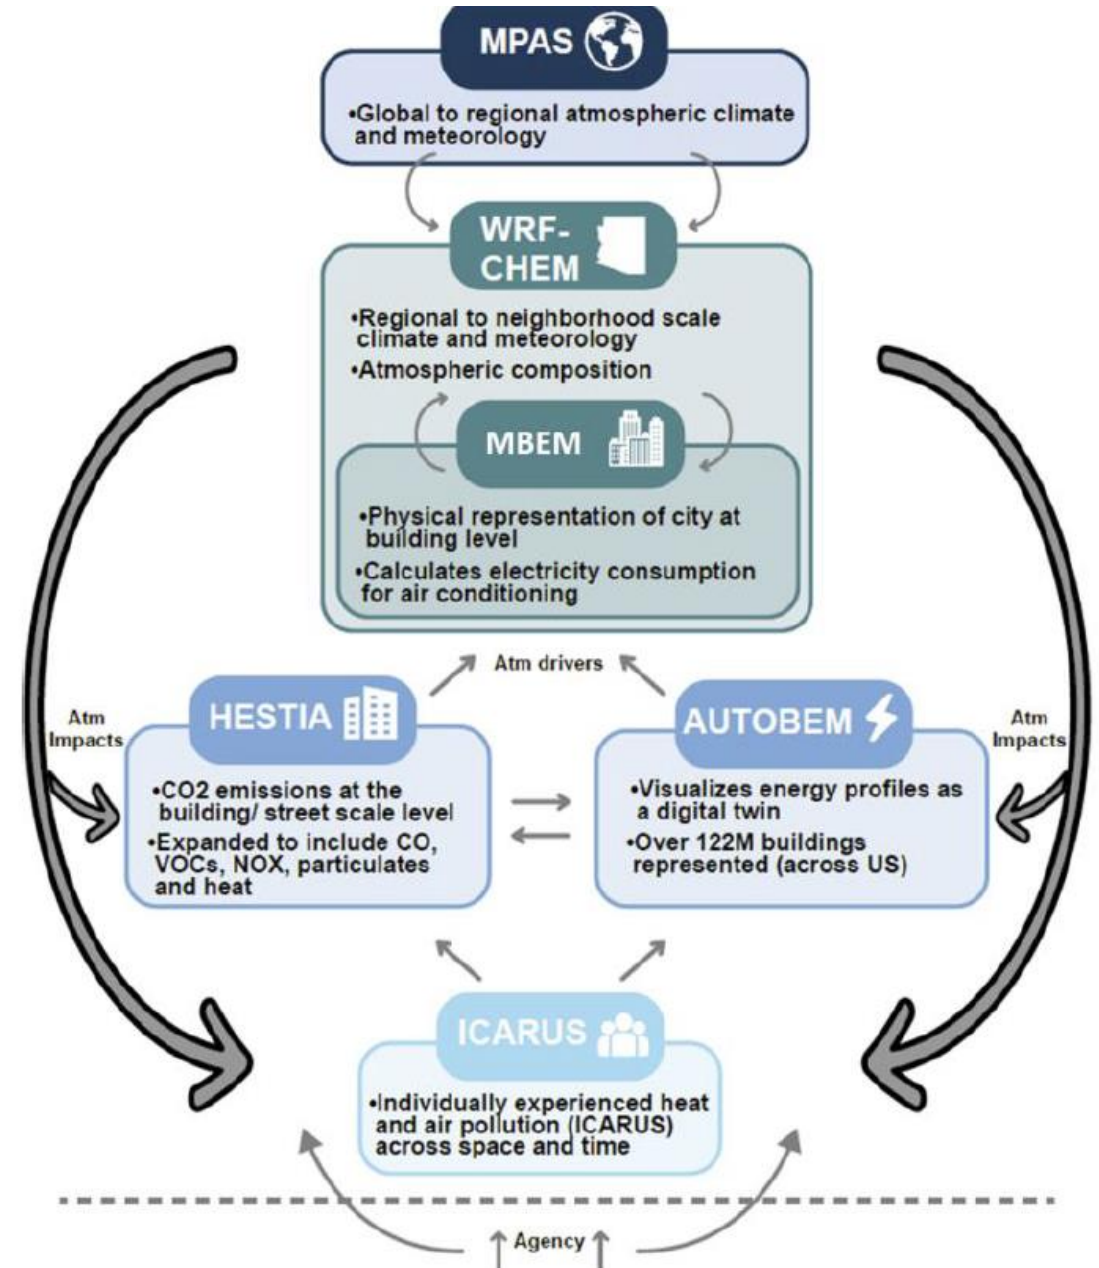 MPAS
•Global to regional atmospheric climate
and meteorology
WRF-
CHEM
•Regional to neighborhood scale
climate and meteorology
•Atmospheric composition
MBEM
•Physical representation of city at
building level
•Calculates electricity consumption
for air conditioning
Atm drivers
HESTIA
AUTOBEM
Atm
Impacts
Atm
Impacts
•CO2 emissions at the
building/ street scale level
•Expanded to include CO,
VOCs, NOX, particulates
and heat
•Visualizes energy profiles as
a digital twin
•Over 122M buildings
represented (across US)
ICARUS
•Individually experienced heat
and air pollution (ICARUS)
across space and time
Agency